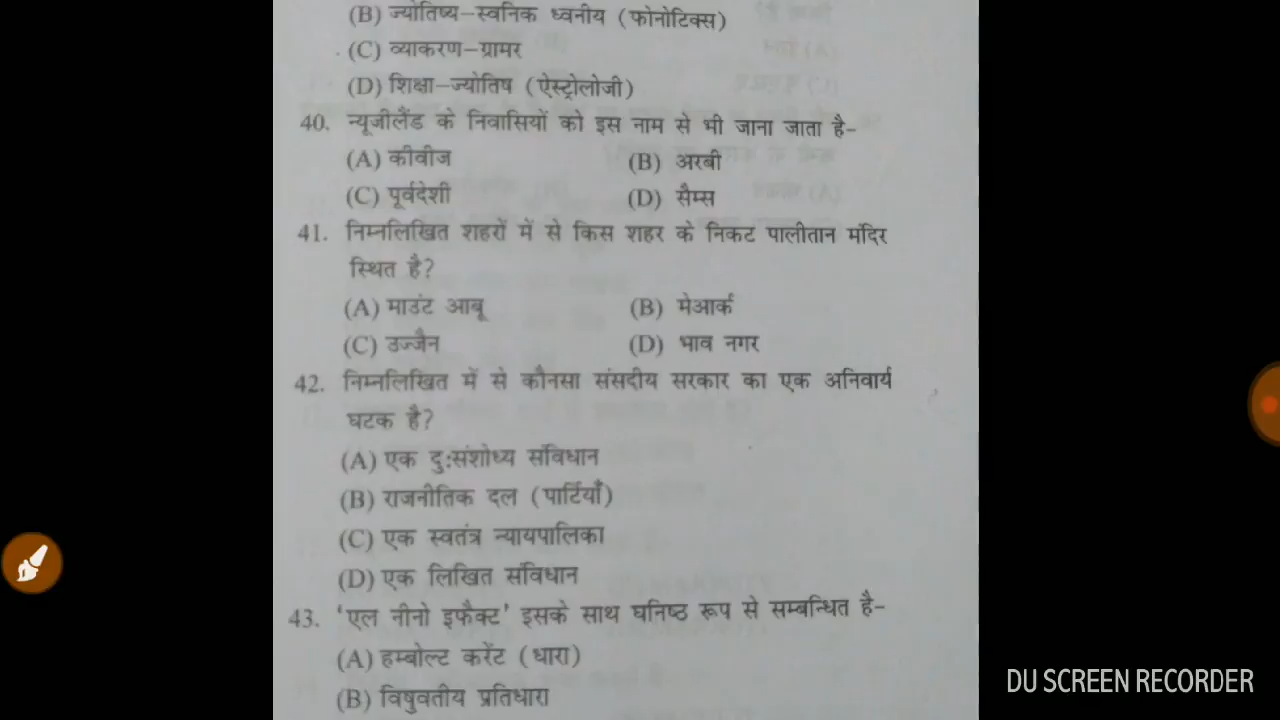 (B) ज्योतिष्य-स्वनिक ध्वनीय (फोनोटिक्स)
(C) व्याकरण-ग्रामर
(D) शिक्षा-ज्योतिष (ऐस्ट्रोलोजी)
40. न्यूजीलैंड के निवासियों को इस नाम से भी जाना जाता है-
(A) कीवीज (B) अरबी
(C) पूर्वदेशी (D) सैम्स
41. निम्नलिखित शहरों में से किस शहर के निकट पालीतान मंदिर
स्थित है?
(A) माउंट आबू (B) मेआर्क
(C) उज्जैन (D) भाव नगर
42. निम्नलिखित में से कौनसा संसदीय सरकार का एक अनिवार्य
घटक है?
(A) एक दुःसंशोध्य संविधान
(B) राजनीतिक दल (पार्टियाँ)
(C) एक स्वतंत्र न्यायपालिका
(D) एक लिखित संविधान
43. 'एल नीनो इफैक्ट' इसके साथ घनिष्ठ रूप से सम्बन्धित है-
(A) हम्बोल्ट करेंट (धारा)
(B) विषुवतीय प्रतिधारा
DU SCREEN RECORDER